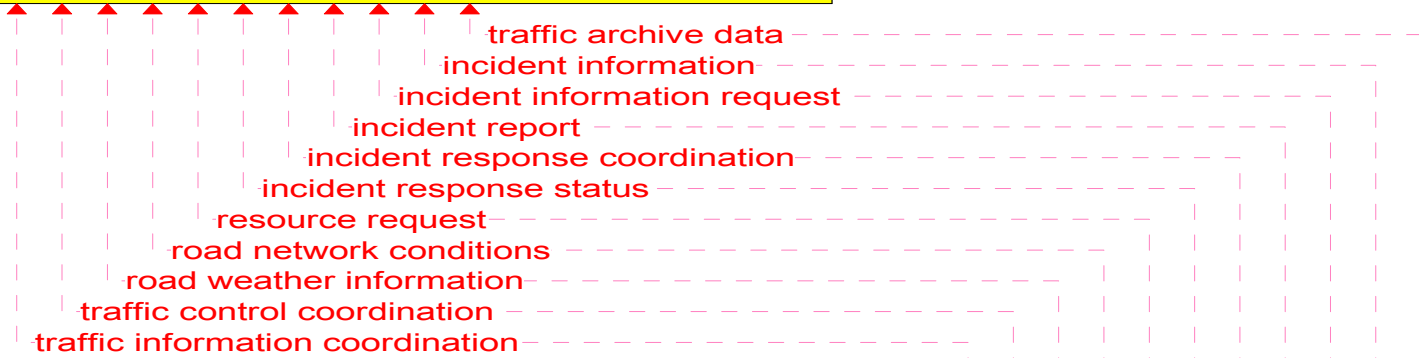 traffic archive data
incident information
incident information request
incident report
incident response coordination
incident response status
resource request
road network conditions
road weather information
traffic control coordination
traffic information coordination